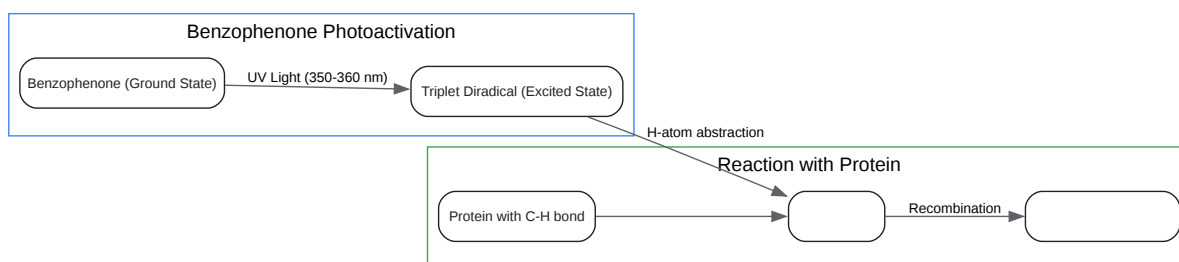 Benzophenone Photoactivation
Benzophenone (Ground State)
UV Light (350-360 nm)
Triplet Diradical (Excited State)
H-atom abstraction
Reaction with Protein
Protein with C-H bond
Recombination